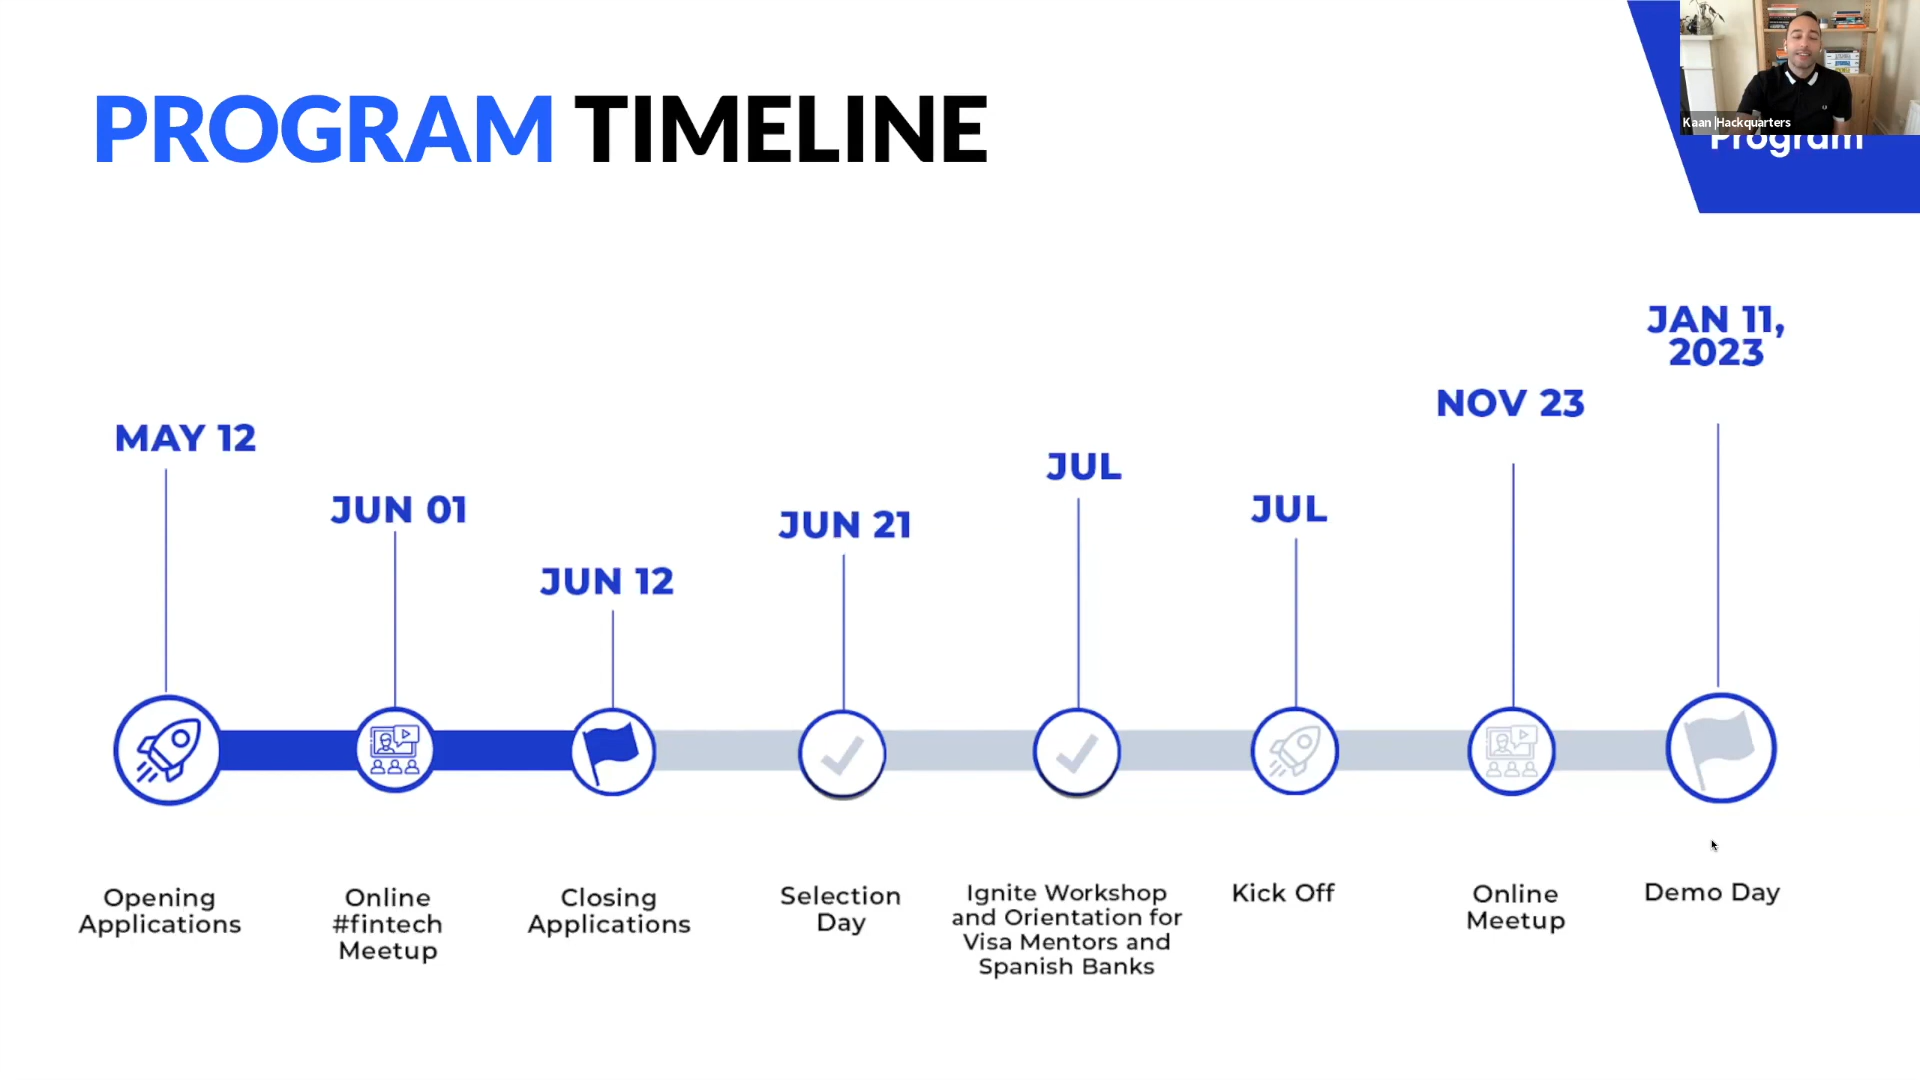 PROGRAM TIMELINE
Kaan |Hackquarters
Program
JAN 11,
2023
NOV 23
MAY 12
JUL
JUN 01
JUL
JUN 21
JUN 12
Opening
Applications
Online
#fintech
Meetup
Closing
Applications
Selection
Day
Ignite Workshop
and Orientation for
Visa Mentors and
Spanish Banks
Kick Off
Online
Meetup
Demo Day